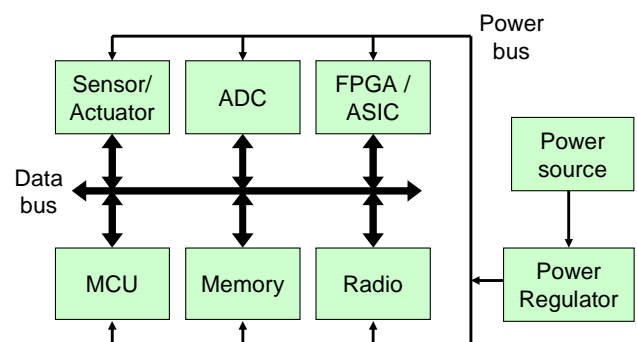 Power
bus
Sensor/
Actuator
ADC
FPGA /
ASIC
Power
source
Data
bus
MCU
Memory
Radio
Power
Regulator